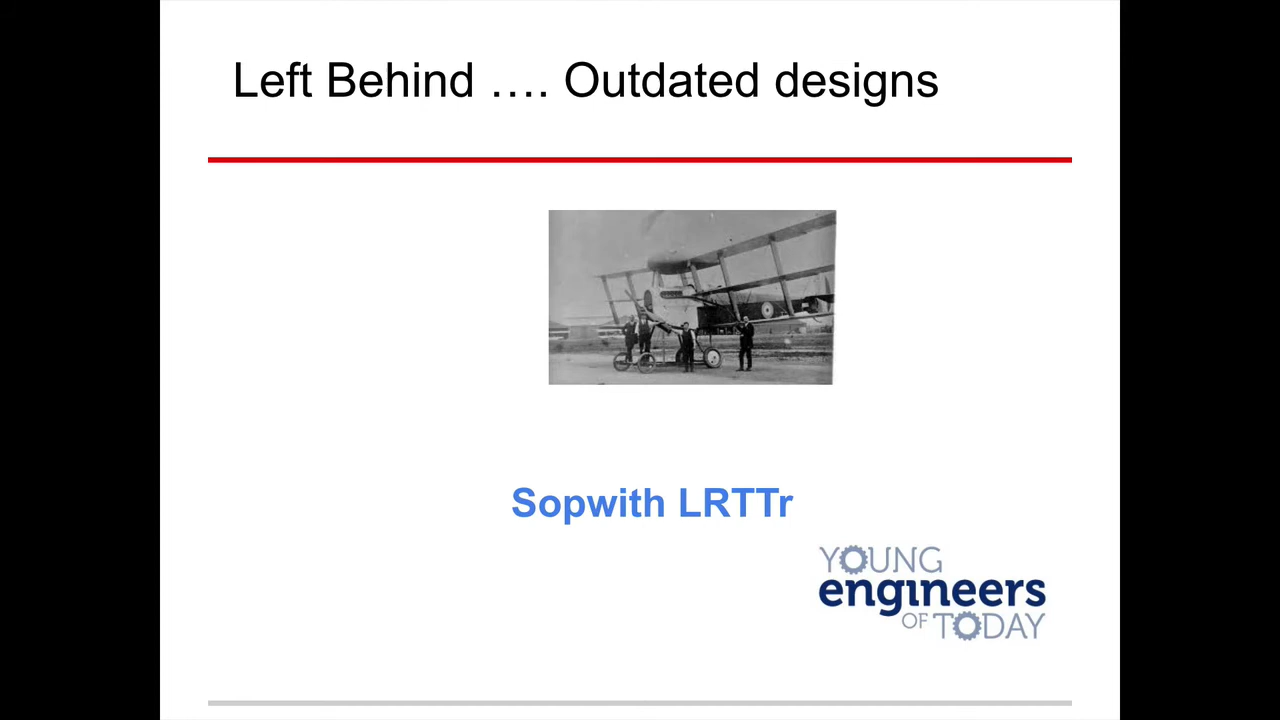 Left Behind …. Outdated designs
Sopwith LRTTr
YOUNG
engineers
OF TODAY